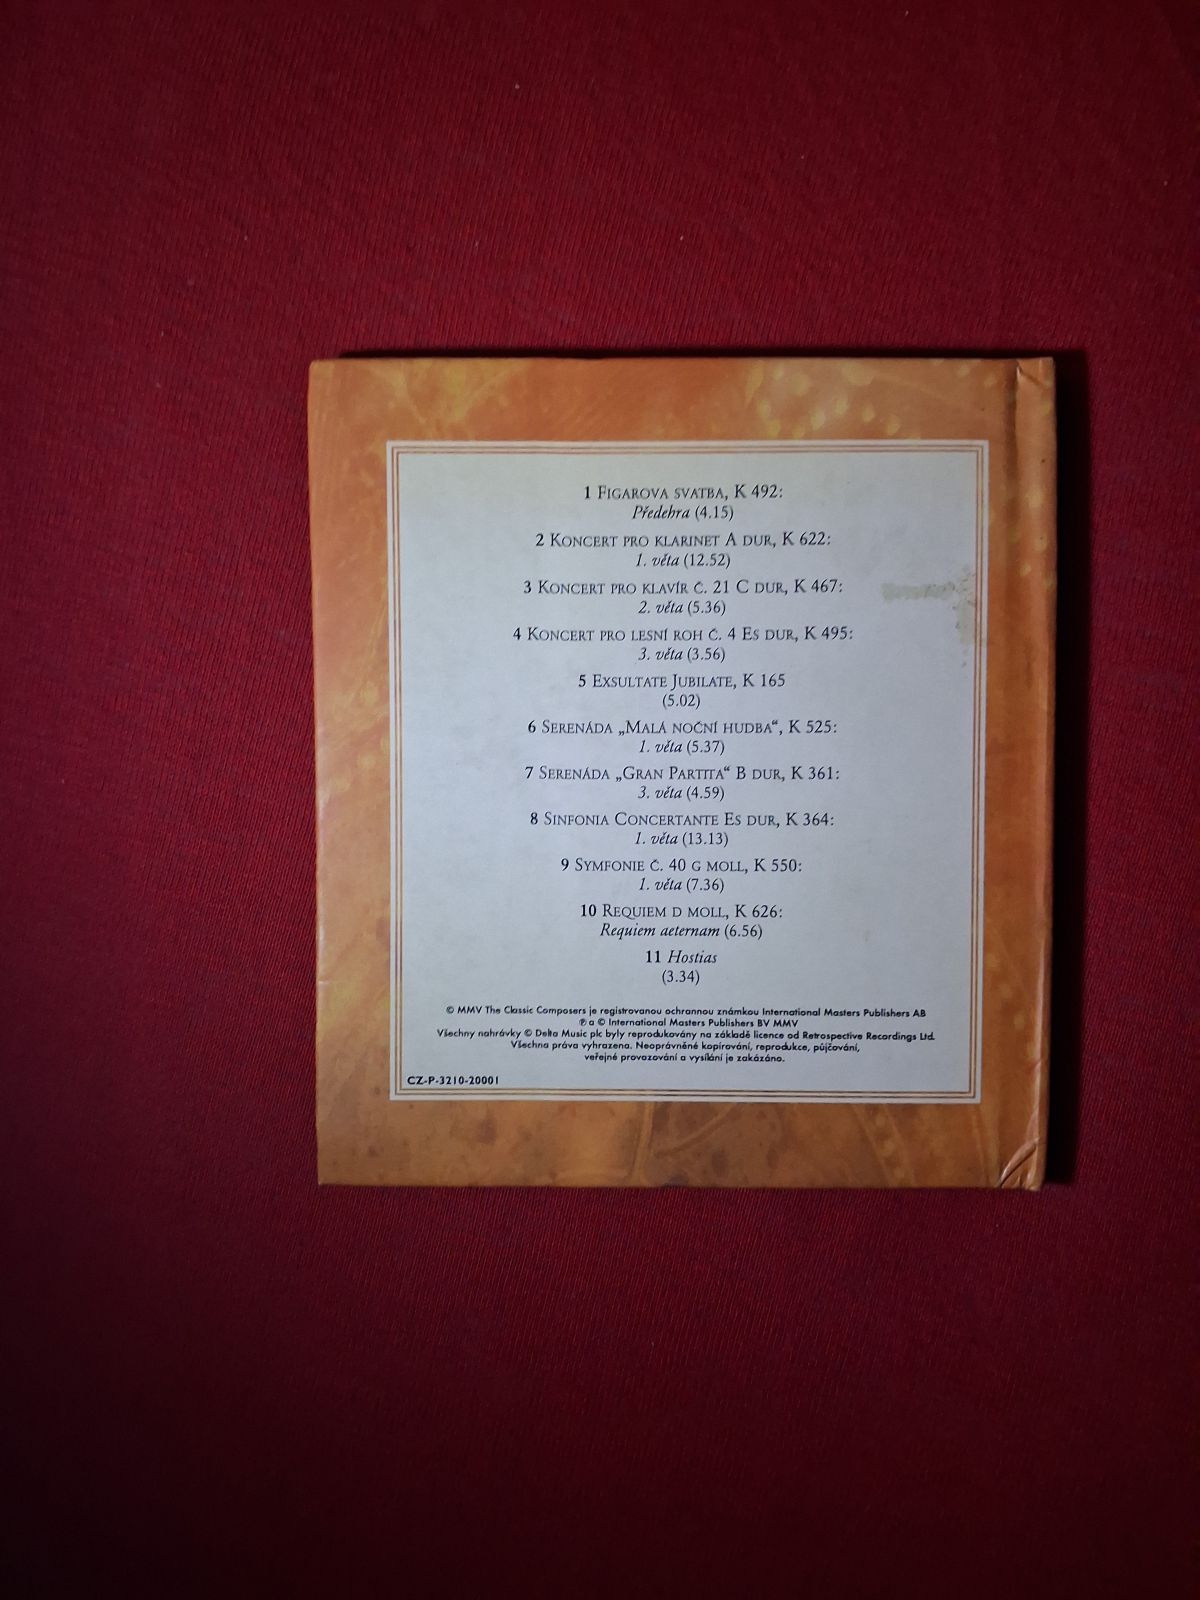 1 Figarova svatba, K 492:
Předehra (4.15)
2 Koncert pro klarinet A dur, K 622:
1. věta (12.52)
3 Koncert pro klavír č. 21 C dur, K 467:
2. věta (5.36)
4 Koncert pro lesní roh č. 4 Es dur, K 495:
3. věta (3.56)
5 Exsultate Jubilate, K 165
(5.02)
6 Serenáda „Malá noční hudba“, K 525:
1. věta (5.37)
7 Serenáda „Gran Partita“ B dur, K 361:
3. věta (4.59)
8 Sinfonia Concertante Es dur, K 364:
1. věta (13.13)
9 Symfonie č. 40 g moll, K 550:
1. věta (7.36)
10 Requiem d moll, K 626:
Requiem aeternam (6.56)
11 Hostias
(3.34)
© MMV The Classic Composers je registrovanou ochrannou známkou International Masters Publishers AB
℗ a © International Masters Publishers BV MMV
Všechny nahrávky © Delta Music plc byly reprodukovány na základě licence od Retrospective Recordings Ltd.
Všechna práva vyhrazena. Neoprávněné kopírování, reprodukce, půjčování,
veřejné provozování a vysílání je zakázáno.
CZ-P-3210-20001